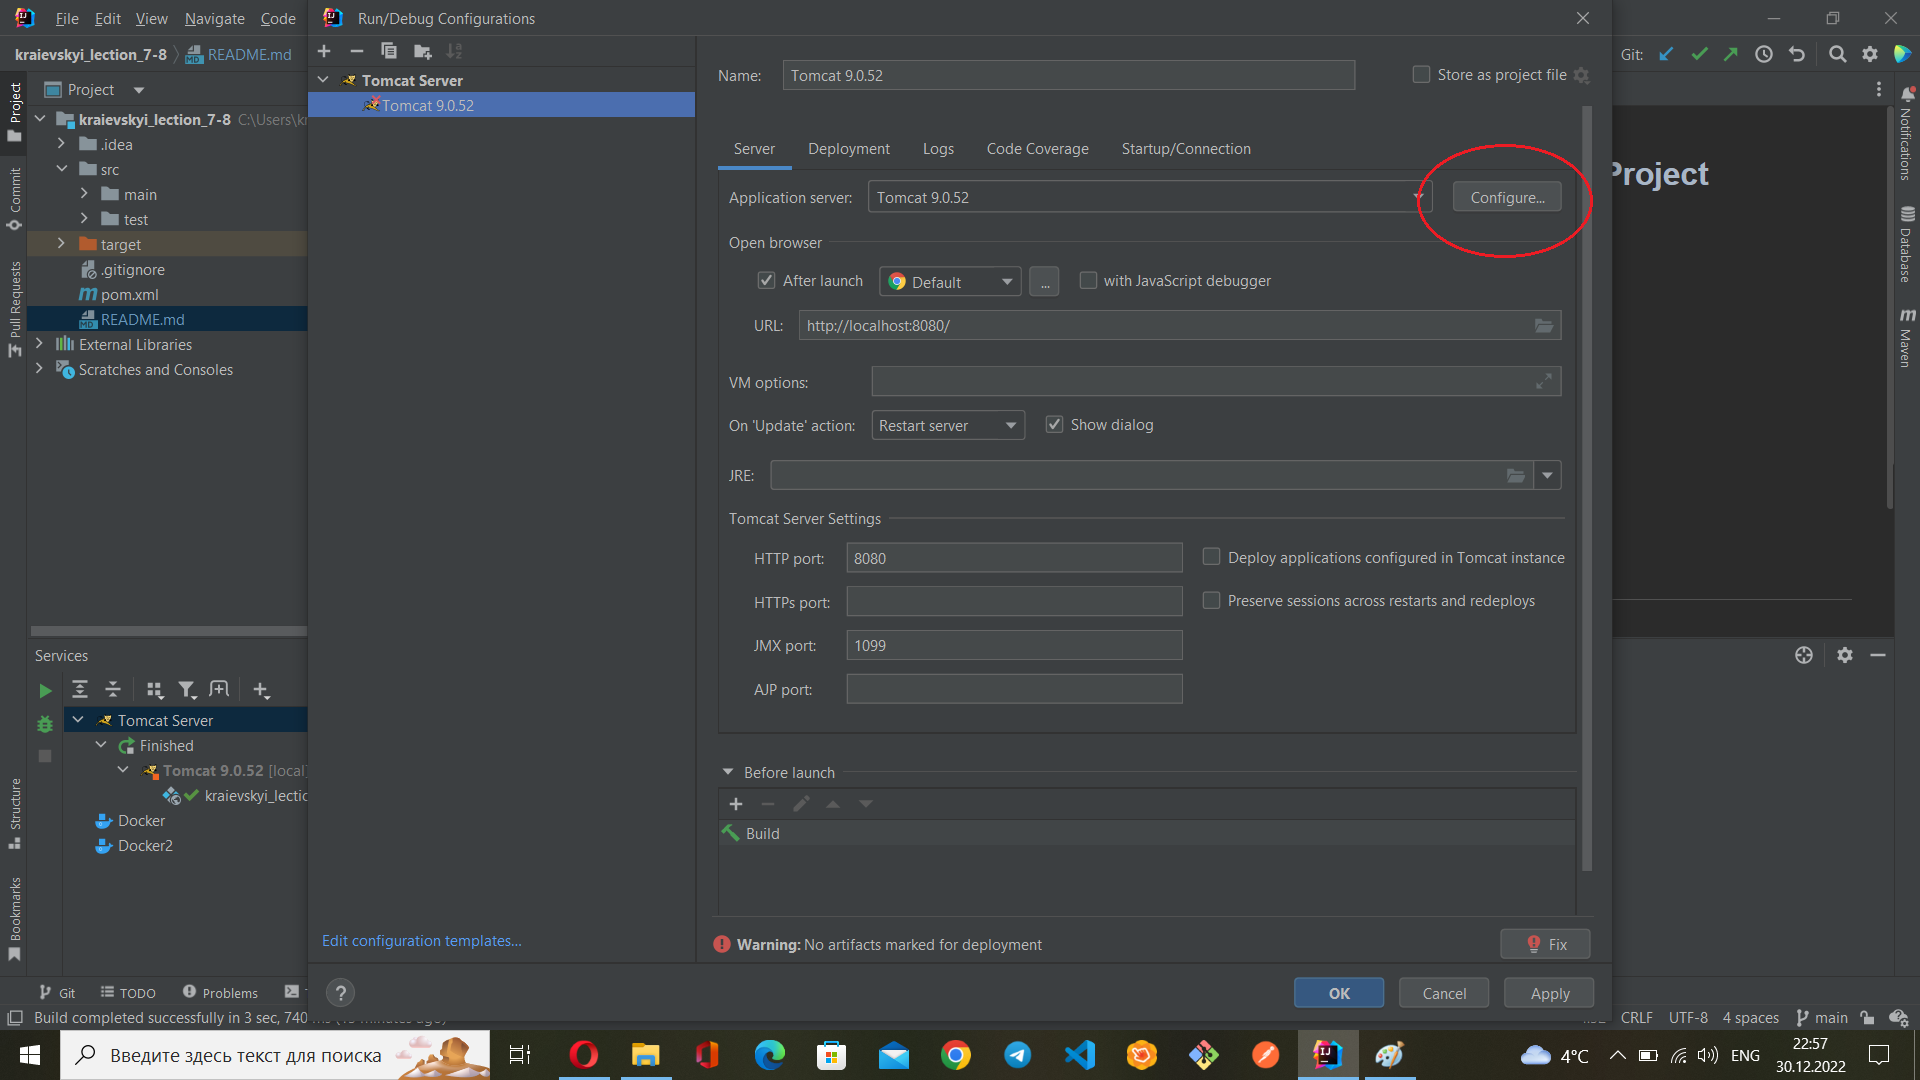 File Edit View Navigate Code
Run/Debug Configurations
kraievskyi_lection_7-8 README.md
Git:
Project
kraievskyi_lection_7-8 C:\Users\k
.idea
src
main
test
target
.gitignore
pom.xml
README.md
External Libraries
Scratches and Consoles
Project
Commit
Pull Requests
Structure
Bookmarks
Tomcat Server
Tomcat 9.0.52
Edit configuration templates...
Name: Tomcat 9.0.52 Store as project file
Server Deployment Logs Code Coverage Startup/Connection
Application server: Tomcat 9.0.52 Configure...
Open browser
After launch Default ... with JavaScript debugger
URL: http://localhost:8080/
VM options:
On 'Update' action: Restart server Show dialog
JRE:
Tomcat Server Settings
HTTP port: 8080 Deploy applications configured in Tomcat instance
HTTPs port: Preserve sessions across restarts and redeploys
JMX port: 1099
AJP port:
Before launch
Build
Warning: No artifacts marked for deployment Fix
? OK Cancel Apply
Project
Notifications
Database
Maven
Services
Tomcat Server
Finished
Tomcat 9.0.52 [local]
kraievskyi_lectio
Docker
Docker2
Git TODO Problems
Build completed successfully in 3 sec, 740
CRLF UTF-8 4 spaces main
Введите здесь текст для поиска
4°C ENG 22:57
30.12.2022